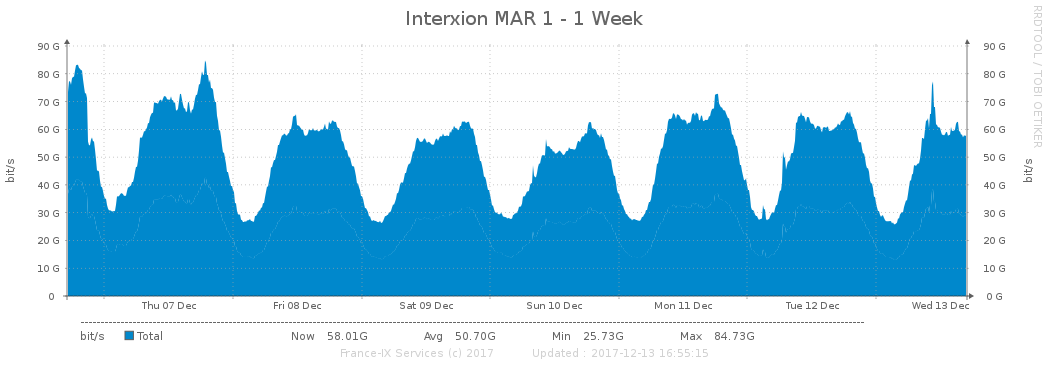 Interxion MAR 1 - 1 Week
RRDTOOL / TOBI OETIKER
bit/s
90 G
80 G
70 G
60 G
50 G
40 G
30 G
20 G
10 G
0
90 G
80 G
70 G
60 G
50 G
40 G
30 G
20 G
10 G
0 G
bit/s
Thu 07 Dec Fri 08 Dec Sat 09 Dec Sun 10 Dec Mon 11 Dec Tue 12 Dec Wed 13 Dec
bit/s Total Now 58.01G Avg 50.70G Min 25.73G Max 84.73G
France-IX Services (c) 2017 Updated : 2017-12-13 16:55:15